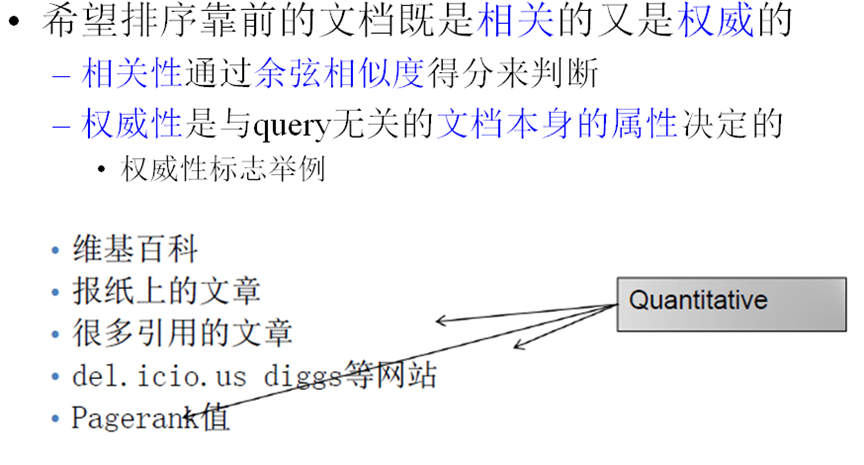 • 希望排序靠前的文档既是相关的又是权威的
– 相关性通过余弦相似度得分来判断
– 权威性是与query无关的文档本身的属性决定的
• 权威性标志举例
• 维基百科
• 报纸上的文章
• 很多引用的文章
• del.icio.us diggs等网站
• Pagerank值
Quantitative